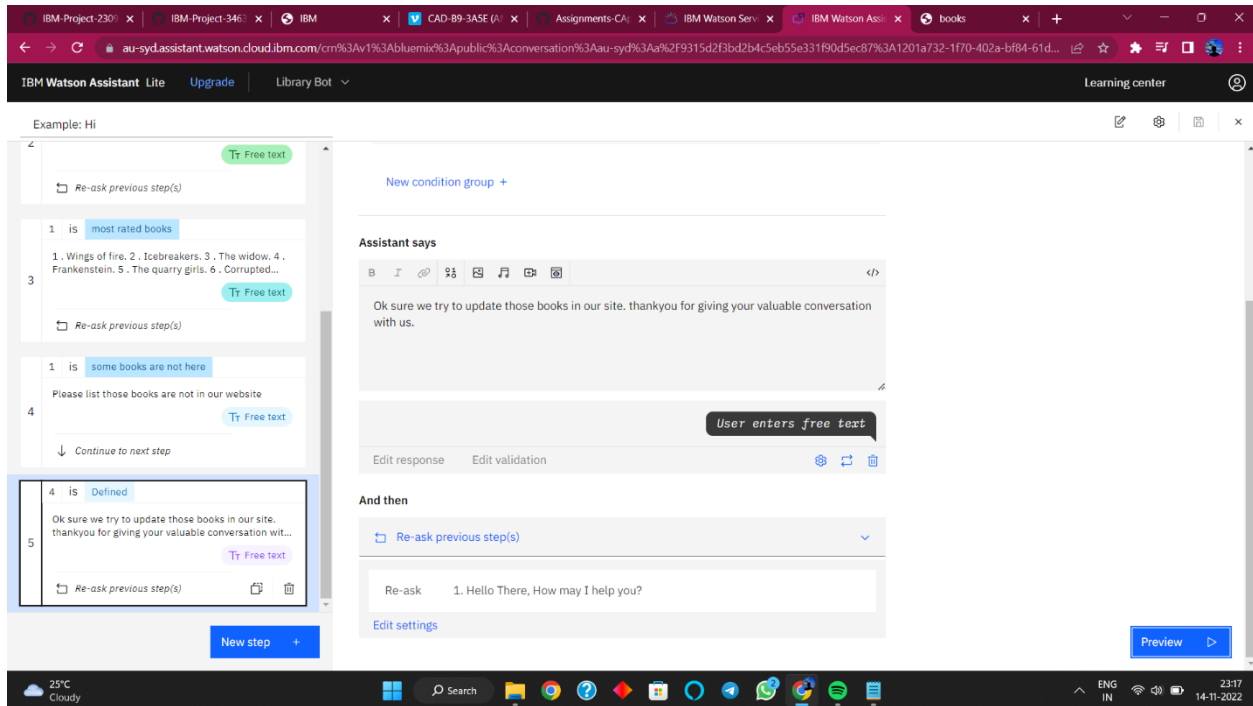 IBM-Project-2309 IBM-Project-3463 IBM CAD-B9-3A5E (A Assignments-CA IBM Watson Serv IBM Watson Assi books
au-syd.assistant.watson.cloud.ibm.com/crn%3Av1%3Abluemix%3Apublic%3Aconversation%3Aau-syd%3Aa%2F9315d2f3bd2b4c5eb55e331f90d5ec87%3A1201a732-1f70-402a-bf84-61d...
IBM Watson Assistant Lite Upgrade Library Bot Learning center
Example: Hi
2
Free text
Re-ask previous step(s)
1 is most rated books
1 . Wings of fire. 2 . Icebreakers. 3 . The widow. 4 .
Frankenstein. 5 . The quarry girls. 6 . Corrupted...
3
Free text
Re-ask previous step(s)
1 is some books are not here
Please list those books are not in our website
4
Free text
Continue to next step
4 is Defined
Ok sure we try to update those books in our site.
thankyou for giving your valuable conversation wit...
5
Free text
Re-ask previous step(s)
New step +
New condition group +
Assistant says
B I </>
Ok sure we try to update those books in our site. thankyou for giving your valuable conversation
with us.
User enters free text
Edit response Edit validation
And then
Re-ask previous step(s)
Re-ask 1. Hello There, How may I help you?
Edit settings
Preview
25°C
Cloudy
Search
2
ENG
IN
23:17
14-11-2022